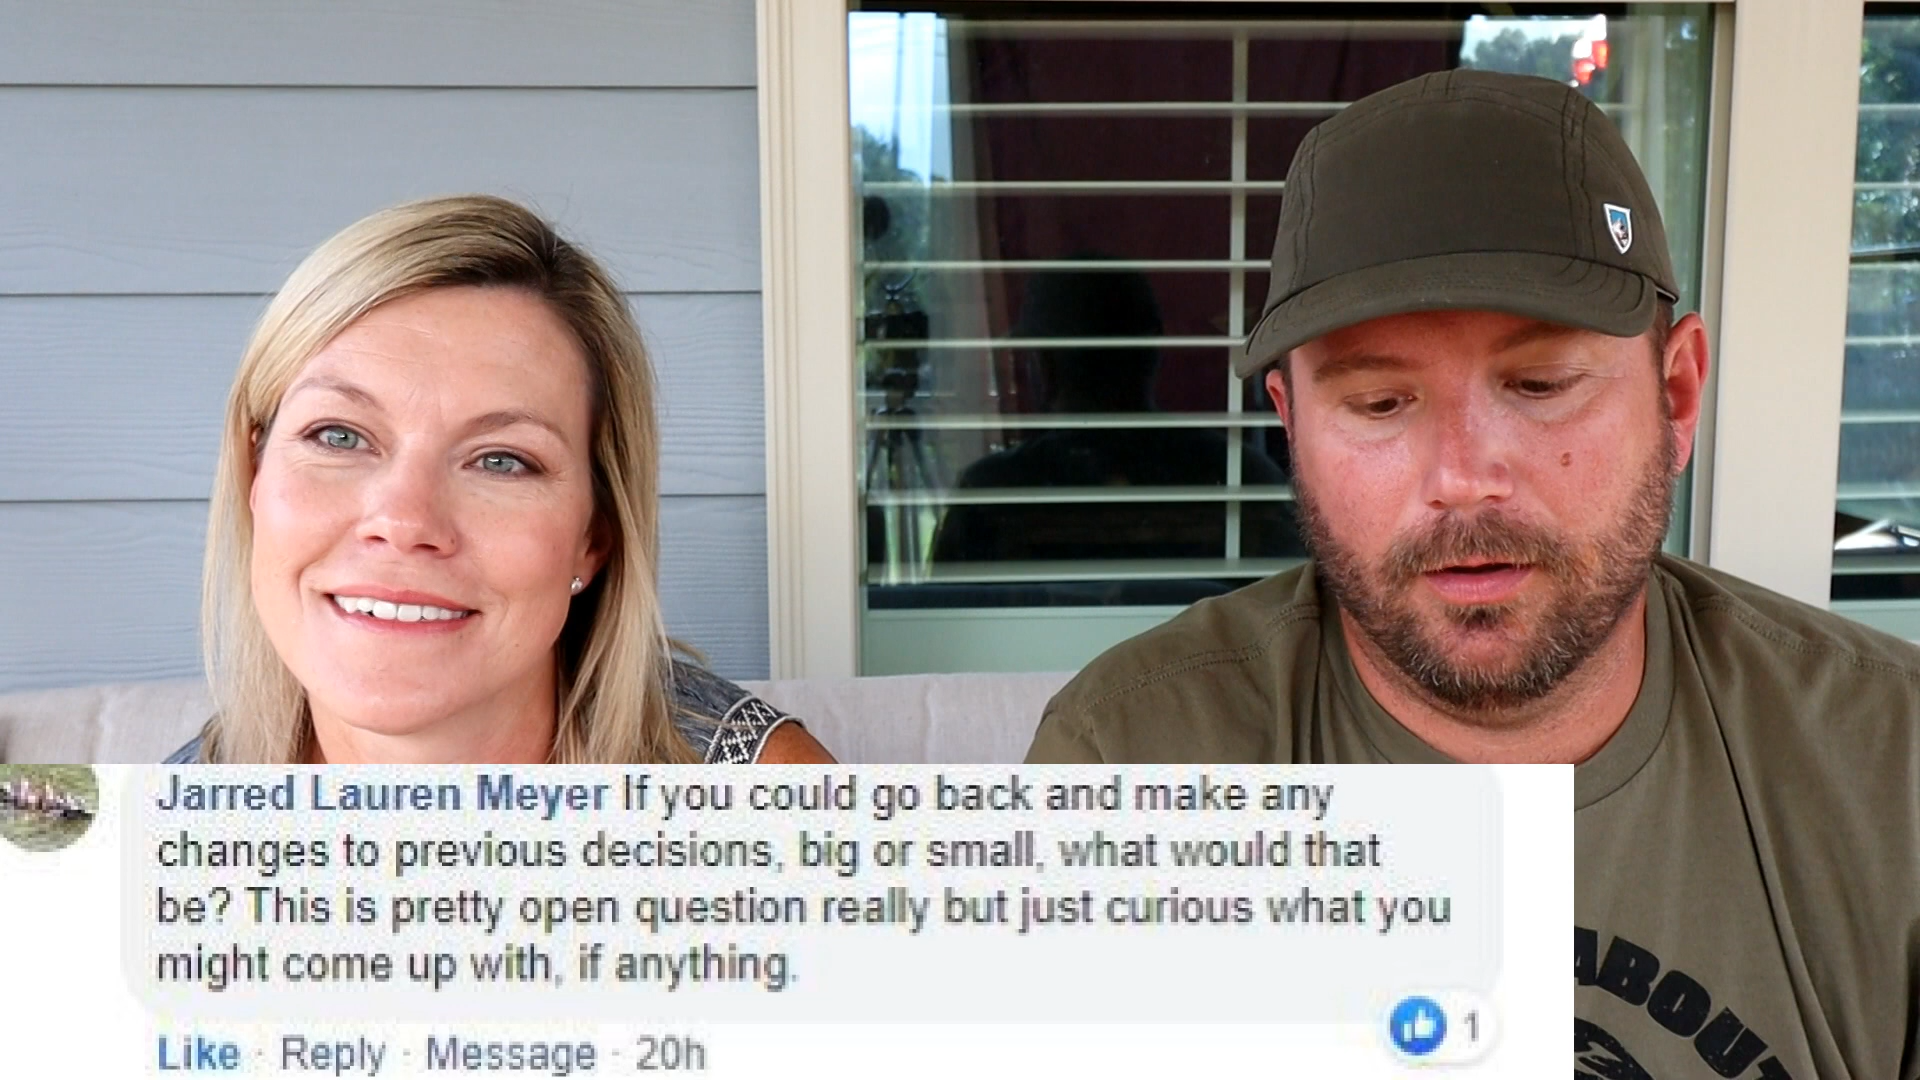 Jarred Lauren Meyer If you could go back and make any
changes to previous decisions, big or small, what would that
be? This is pretty open question really but just curious what you
might come up with, if anything.
1
Like · Reply · Message · 20h
ABOUT